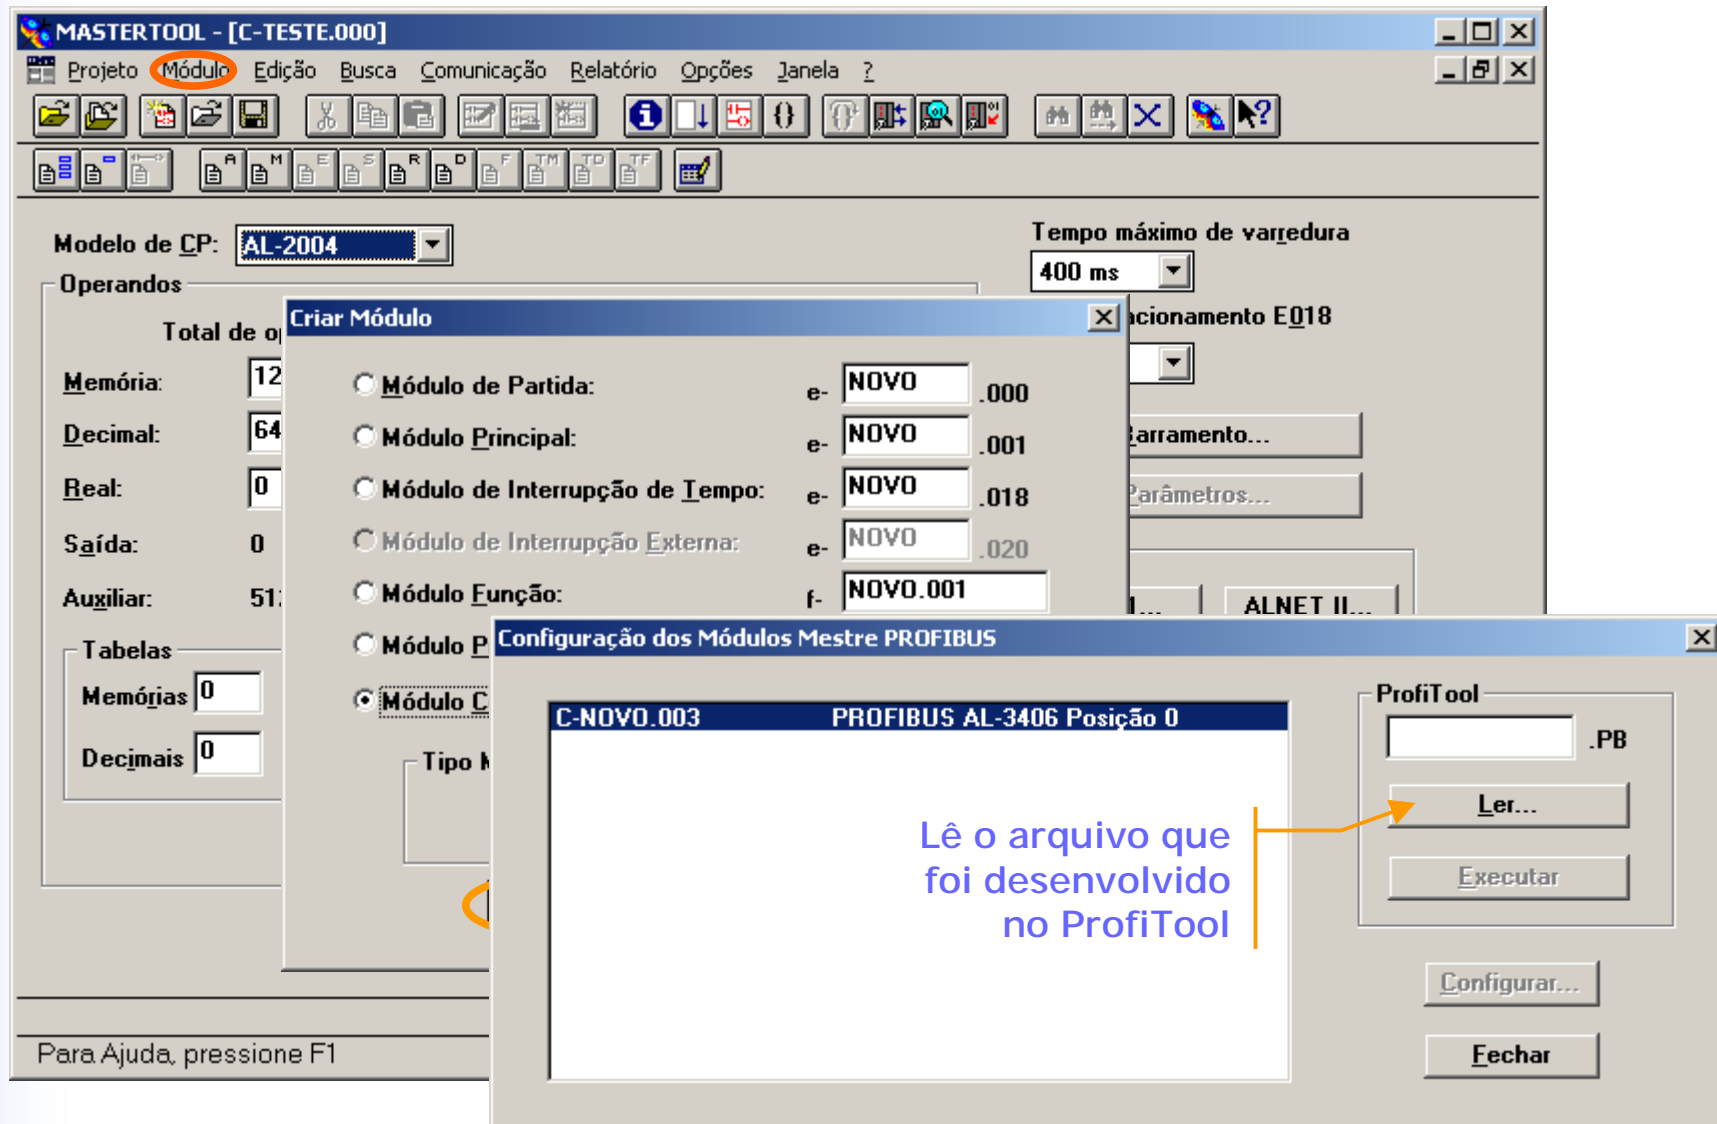 MASTERTOOL - [C-TESTE.000]
Projeto Módulo Edição Busca Comunicação Relatório Opções Janela ?
A M E S R D F TM TD TF
Modelo de CP: AL-2004
Tempo máximo de varredura
400 ms
Operandos
Total de o
cionamento E018
Memória: 12
Decimal: 64
Real: 0
Saída: 0
Auxiliar: 51
Tabelas
Memórias 0
Decimais 0
arramento...
Parâmetros...
ALNET II...
Criar Módulo
Módulo de Partida: e- NOVO .000
Módulo Principal: e- NOVO .001
Módulo de Interrupção de Tempo: e- NOVO .018
Módulo de Interrupção Externa: e- NOVO .020
Módulo Função: f- NOVO.001
Módulo P
Módulo C
Tipo
Configuração dos Módulos Mestre PROFIBUS
C-NOVO.003 PROFIBUS AL-3406 Posição 0
ProfiTool
.PB
Ler...
Executar
Configurar...
Fechar
Lê o arquivo que
foi desenvolvido
no ProfiTool
Para Ajuda, pressione F1